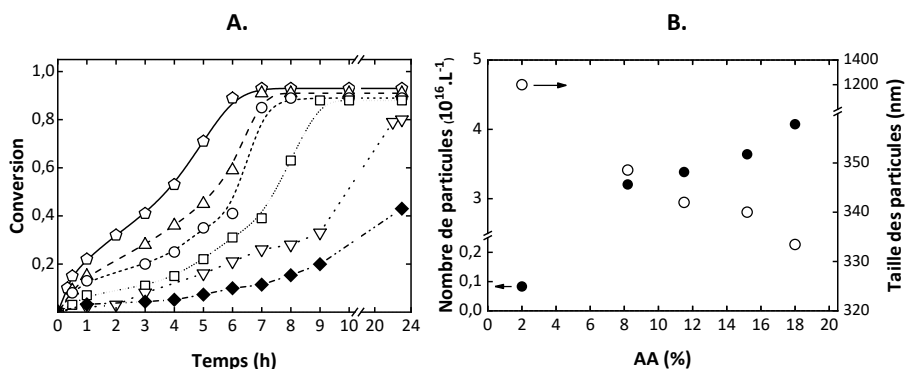 A.
B.
Conversion
1,0
0,8
0,6
0,4
0,2
0 1 2 3 4 5 6 7 8 9 10 20 24
Temps (h)
Nombre de particules (10^16.L^-1)
5
4
3
0,1
0,0
0 2 4 6 8 10 12 14 16 18 20
AA (%)
1400
1200
350
340
330
320
Taille des particules (nm)